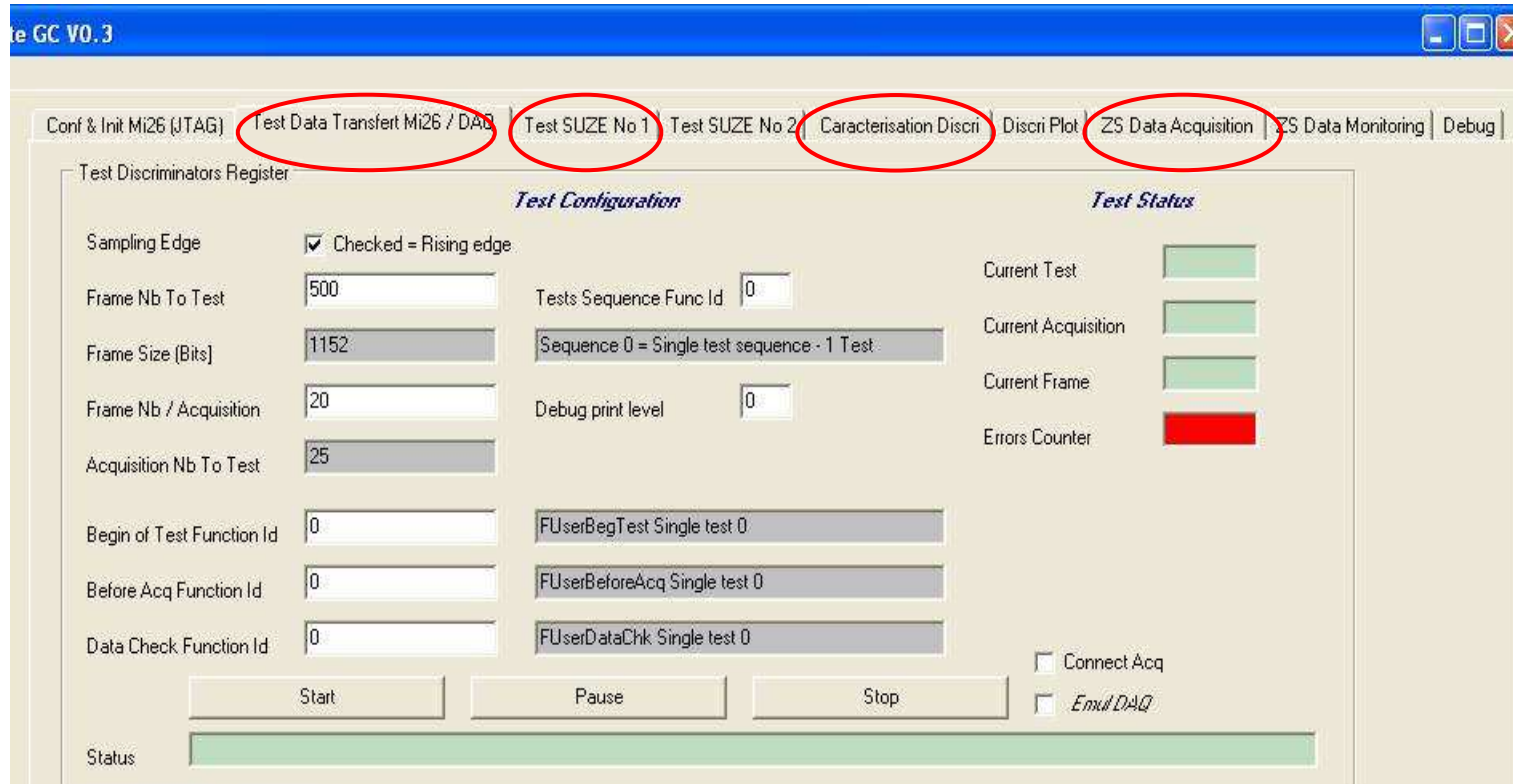 te GC V0.3
Conf & Init Mi26 (JTAG) Test Data Transfert Mi26 / DAQ Test SUZE No 1 Test SUZE No 2 Caracterisation Discri Discri Plot ZS Data Acquisition ZS Data Monitoring Debug
Test Discriminators Register
Test Configuration Test Status
Sampling Edge Checked = Rising edge
Current Test
Frame Nb To Test 500 Tests Sequence Func Id 0
Current Acquisition
Frame Size (Bits) 1152 Sequence 0 = Single test sequence - 1 Test
Current Frame
Frame Nb / Acquisition 20 Debug print level 0
Errors Counter
Acquisition Nb To Test 25
Begin of Test Function Id 0 FUserBegTest Single test 0
Before Acq Function Id 0 FUserBeforeAcq Single test 0
Data Check Function Id 0 FUserDataChk Single test 0
Connect Acq
Start Pause Stop
Emul DAQ
Status